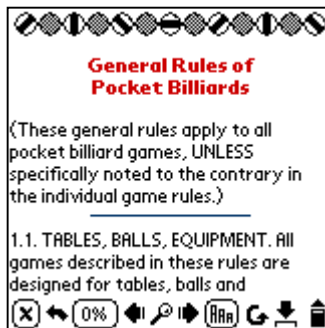 General Rules of
Pocket Billiards
(These general rules apply to all
pocket billiard games, UNLESS
specifically noted to the contrary in
the individual game rules.)
1.1. TABLES, BALLS, EQUIPMENT. All
games described in these rules are
designed for tables, balls and
X 0% AAA